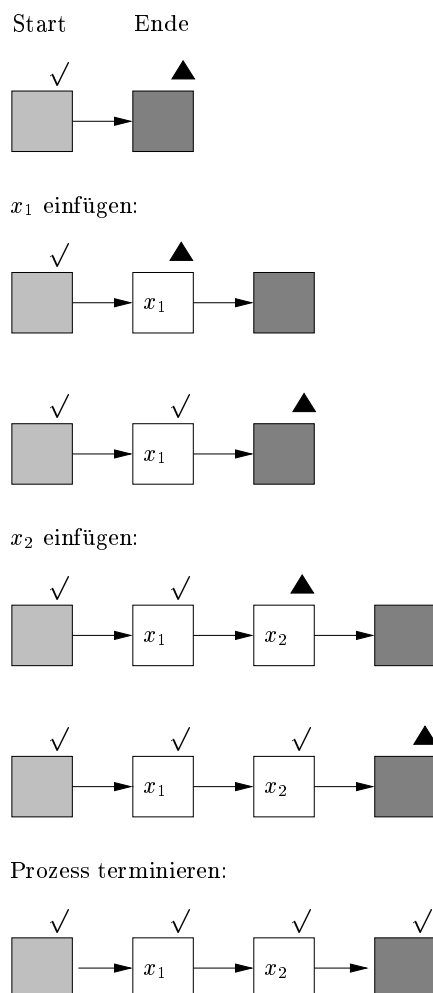 Start Ende
x₁ einfügen:
x₁
x₁
x₂ einfügen:
x₁ x₂
x₁ x₂
Prozess terminieren:
x₁ x₂